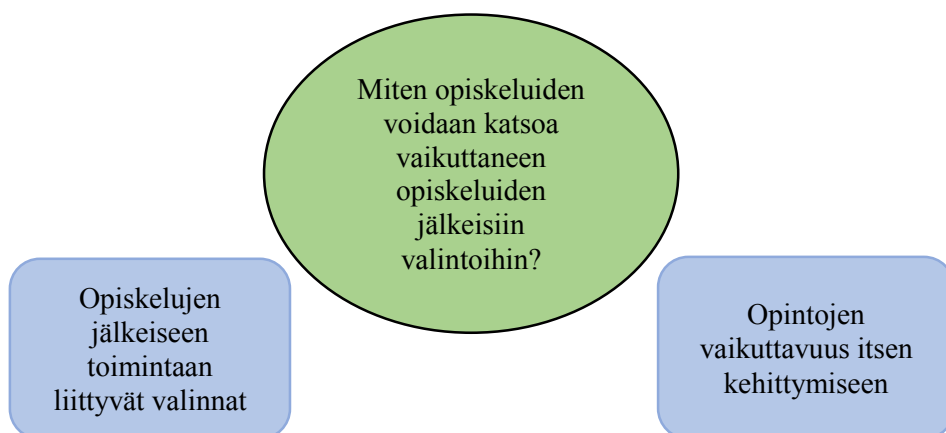 Miten opiskeluiden
voidaan katsoa
vaikuttaneen
opiskeluiden
jälkeisiin
valintoihin?
Opiskelujen
jälkeiseen
toimintaan
liittyvät valinnat
Opintojen
vaikuttavuus itsen
kehittymiseen